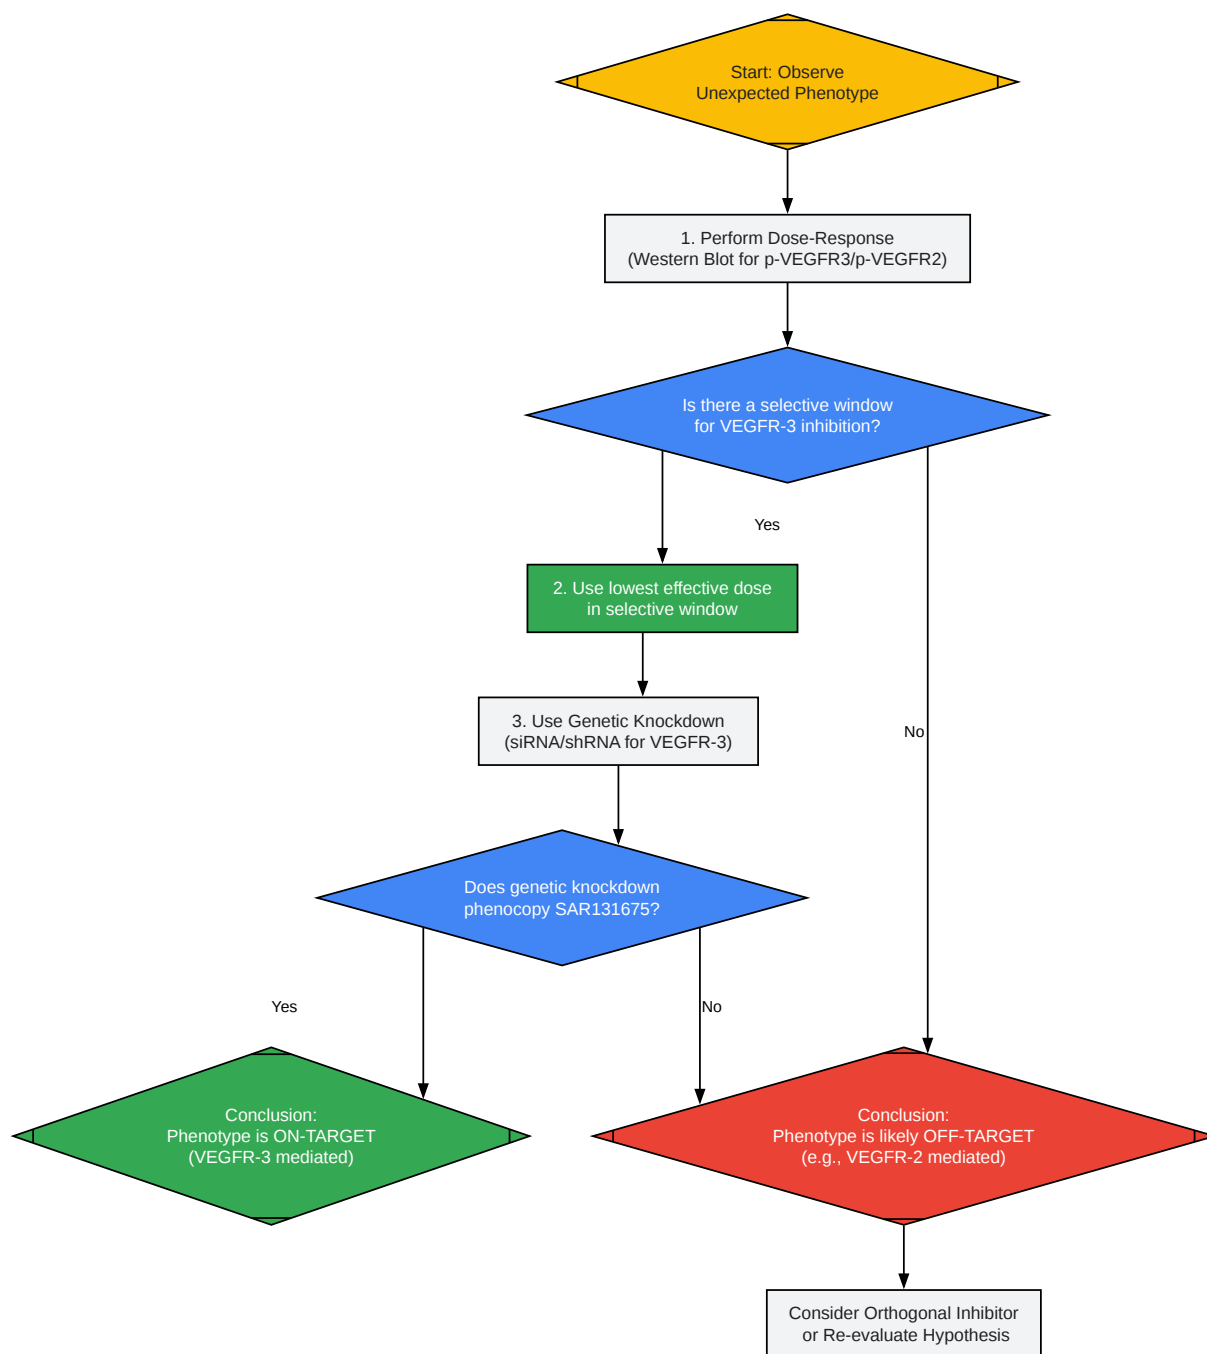 Start: Observe
Unexpected Phenotype
1. Perform Dose-Response
(Western Blot for p-VEGFR3/p-VEGFR2)
Is there a selective window
for VEGFR-3 inhibition?
Yes
2. Use lowest effective dose
in selective window
3. Use Genetic Knockdown
(siRNA/shRNA for VEGFR-3)
No
Does genetic knockdown
phenocopy SAR131675?
Yes
No
Conclusion:
Phenotype is ON-TARGET
(VEGFR-3 mediated)
Conclusion:
Phenotype is likely OFF-TARGET
(e.g., VEGFR-2 mediated)
Consider Orthogonal Inhibitor
or Re-evaluate Hypothesis